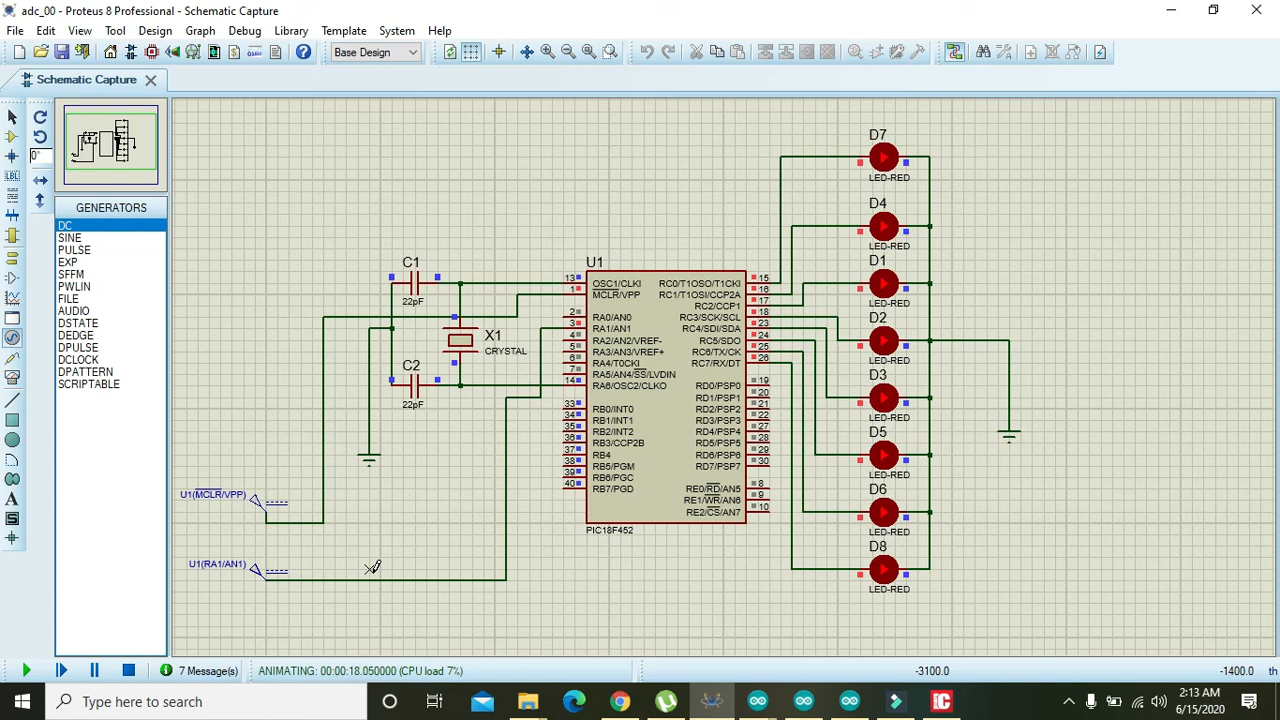 adc_00 - Proteus 8 Professional - Schematic Capture
File Edit View Tool Design Graph Debug Library Template System Help
Base Design
Schematic Capture
0°
LBL
GENERATORS
DC
SINE
PULSE
EXP
SFFM
PWLIN
FILE
AUDIO
DSTATE
DEDGE
DPULSE
DCLOCK
DPATTERN
SCRIPTABLE
C1
22pF
X1
CRYSTAL
C2
22pF
U1(MCLR/VPP)
U1(RA1/AN1)
U1
13 OSC1/CLKI
1 MCLR/VPP
2 RA0/AN0
3 RA1/AN1
4 RA2/AN2/VREF-
5 RA3/AN3/VREF+
6 RA4/T0CKI
7 RA5/AN4/SS/LVDIN
14 RA6/OSC2/CLKO
33 RB0/INT0
34 RB1/INT1
35 RB2/INT2
36 RB3/CCP2B
37 RB4
38 RB5/PGM
39 RB6/PGC
40 RB7/PGD
RC0/T1OSO/T1CKI 15
RC1/T1OSI/CCP2A 16
RC2/CCP1 17
RC3/SCK/SCL 18
RC4/SDI/SDA 23
RC5/SDO 24
RC6/TX/CK 25
RC7/RX/DT 26
RD0/PSP0 19
RD1/PSP1 20
RD2/PSP2 21
RD3/PSP3 22
RD4/PSP4 27
RD5/PSP5 28
RD6/PSP6 29
RD7/PSP7 30
RE0/RD/AN5 8
RE1/WR/AN6 9
RE2/CS/AN7 10
PIC18F452
D7
LED-RED
D4
LED-RED
D1
LED-RED
D2
LED-RED
D3
LED-RED
D5
LED-RED
D6
LED-RED
D8
LED-RED
7 Message(s)
ANIMATING: 00:00:18.050000 (CPU load 7%)
-3100.0
-1400.0
th
Type here to search
iC
2:13 AM
6/15/2020